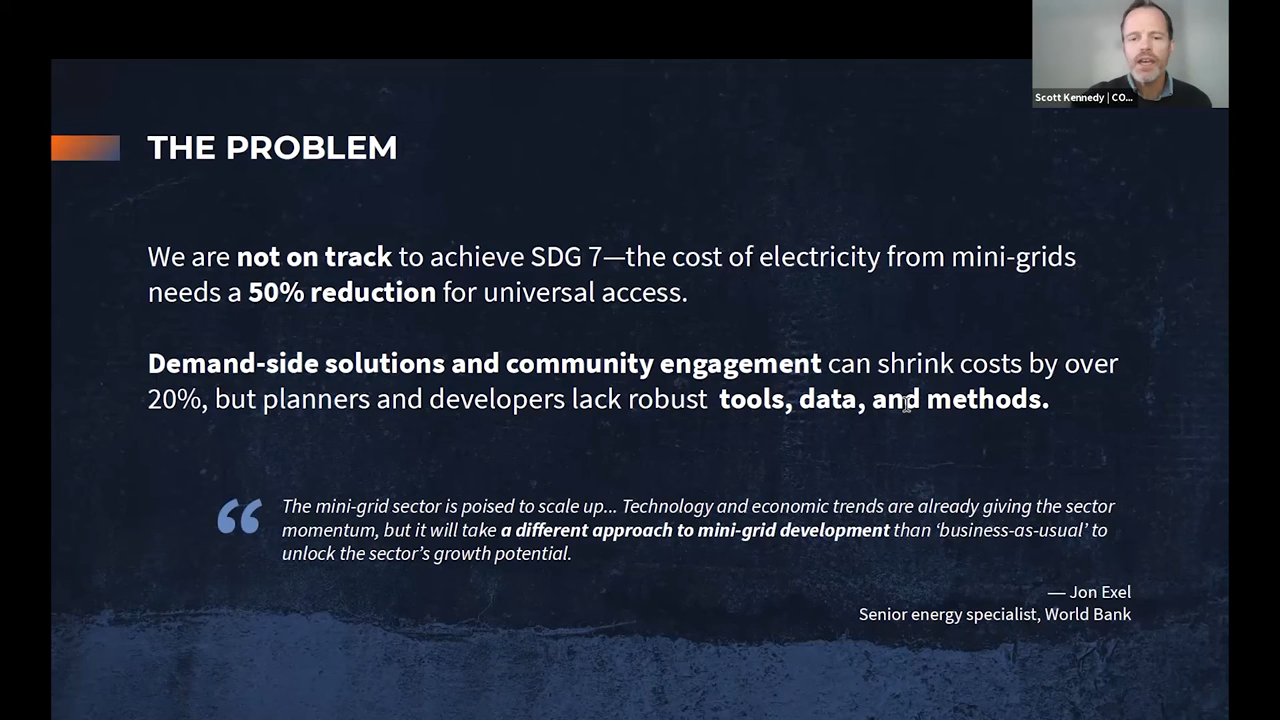 Scott Kennedy | CO...
THE PROBLEM
We are not on track to achieve SDG 7—the cost of electricity from mini-grids
needs a 50% reduction for universal access.
Demand-side solutions and community engagement can shrink costs by over
20%, but planners and developers lack robust tools, data, and methods.
“
The mini-grid sector is poised to scale up... Technology and economic trends are already giving the sector
momentum, but it will take a different approach to mini-grid development than ‘business-as-usual’ to
unlock the sector’s growth potential.
— Jon Exel
Senior energy specialist, World Bank